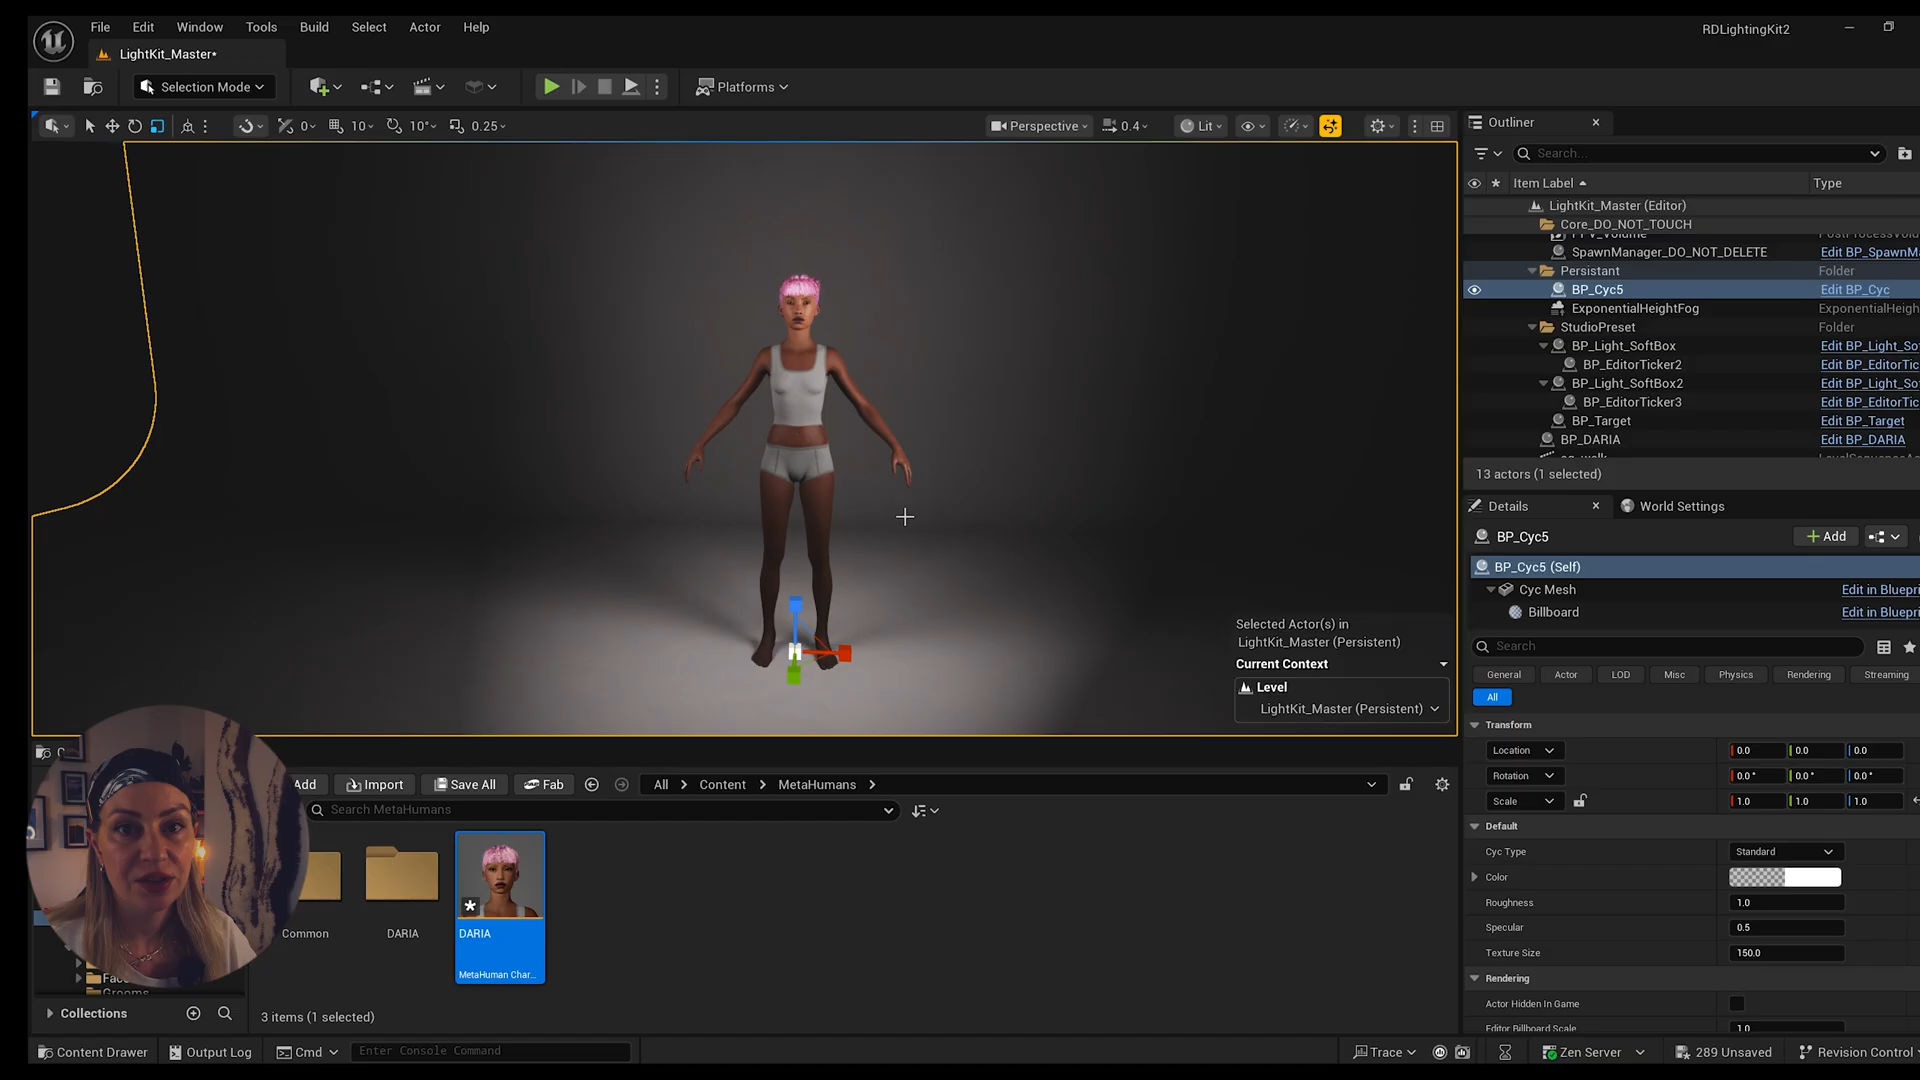 File Edit Window Tools Build Select Actor Help
RDLightingKit2
LightKit_Master*
Selection Mode
Platforms
0 10 10° 0.25
Perspective 0.4 Lit
Outliner
Search...
Item Label Type
LightKit_Master (Editor)
Core_DO_NOT_TOUCH
SpawnManager_DO_NOT_DELETE Edit BP_SpawnMa
Persistant Folder
BP_Cyc5 Edit BP_Cyc
ExponentialHeightFog ExponentialHeigh
StudioPreset Folder
BP_Light_SoftBox Edit BP_Light_So
BP_EditorTicker2 Edit BP_EditorTic
BP_Light_SoftBox2 Edit BP_Light_So
BP_EditorTicker3 Edit BP_EditorTic
BP_Target Edit BP_Target
BP_DARIA Edit BP_DARIA
13 actors (1 selected)
Details World Settings
BP_Cyc5 Add
BP_Cyc5 (Self)
Cyc Mesh Edit in Bluepri
Billboard Edit in Bluepri
Search
General Actor LOD Misc Physics Rendering Streaming
All
Transform
Location 0.0 0.0 0.0
Rotation 0.0° 0.0° 0.0°
Scale 1.0 1.0 1.0
Default
Cyc Type Standard
Color
Roughness 1.0
Specular 0.5
Texture Size 150.0
Rendering
Actor Hidden In Game
Editor Billboard Scale 1.0
Selected Actor(s) in
LightKit_Master (Persistent)
Current Context
Level
LightKit_Master (Persistent)
Add Import Save All Fab All Content MetaHumans
Search MetaHumans
Common DARIA DARIA
MetaHuman Char...
Grooms
Collections
3 items (1 selected)
Content Drawer Output Log Cmd Enter Console Command
Trace Zen Server 289 Unsaved Revision Control